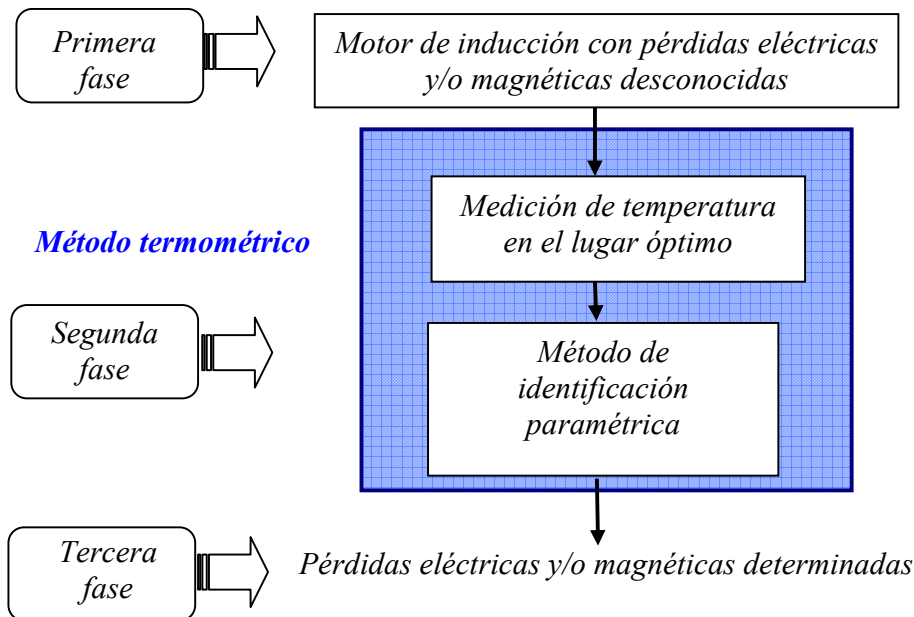 Primera
fase
Motor de inducción con pérdidas eléctricas
y/o magnéticas desconocidas
Medición de temperatura
en el lugar óptimo
Método termométrico
Segunda
fase
Método de
identificación
paramétrica
Tercera
fase
Pérdidas eléctricas y/o magnéticas determinadas